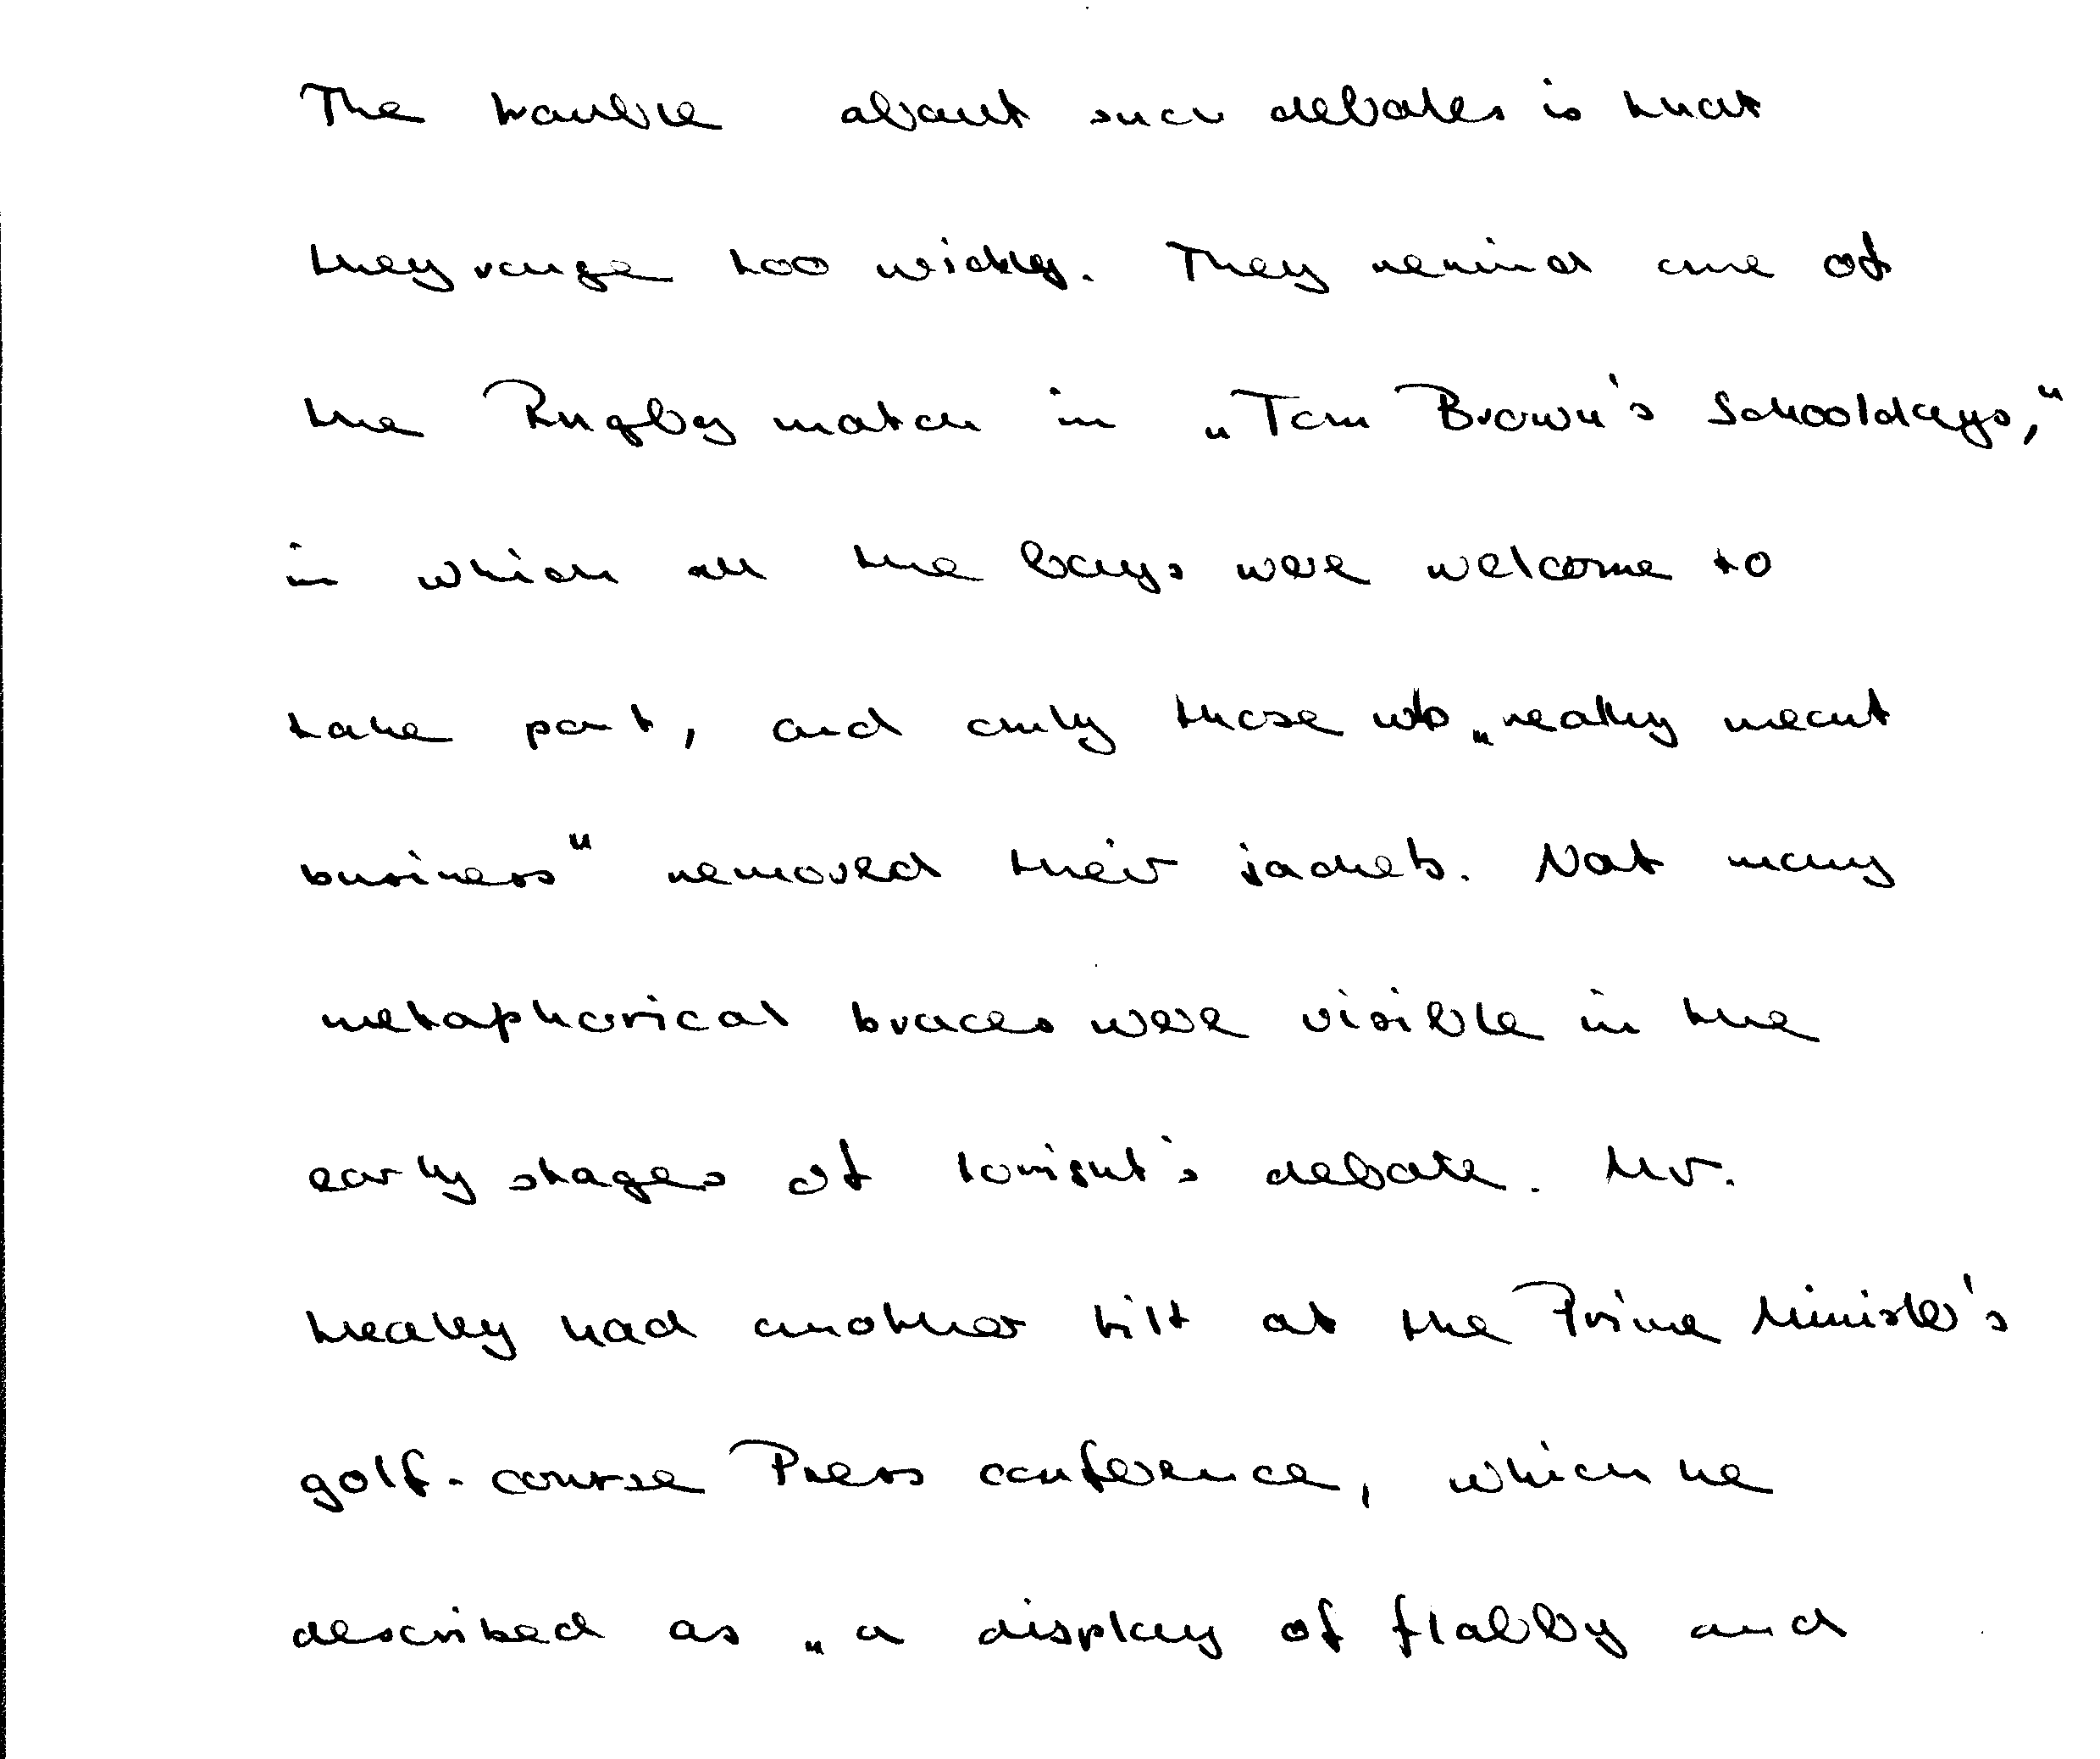 The trouble about such debates is that
they range too widely. They remind one of
the Rugby match in „Tom Brown's Schooldays,"
in which all the boys were welcome to
take part, and only those who „really meant
business" removed their jackets. Not many
metaphorical braces were visible in the
early stages of tonight's debate. Mr.
Healey had another tilt at the Prime Minister's
golf-course Press conference, which he
described as „a display of flabby and